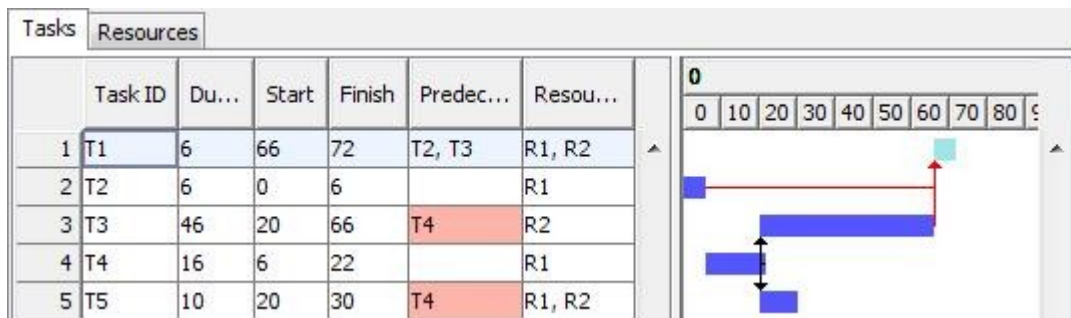 Tasks Resources
Task ID Du... Start Finish Predec... Resou...
0
0 10 20 30 40 50 60 70 80 9
1 T1 6 66 72 T2, T3 R1, R2
2 T2 6 0 6 R1
3 T3 46 20 66 T4 R2
4 T4 16 6 22 R1
5 T5 10 20 30 T4 R1, R2